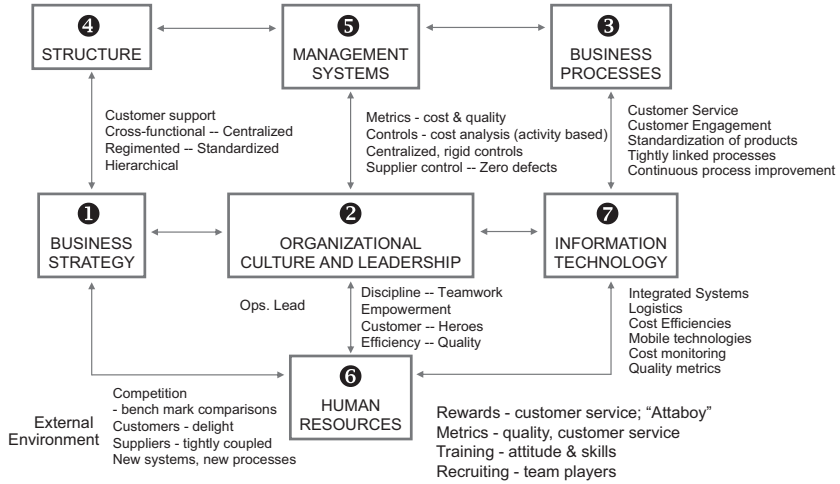 ❹
STRUCTURE
❺
MANAGEMENT
SYSTEMS
❸
BUSINESS
PROCESSES
Customer support
Cross-functional -- Centralized
Regimented -- Standardized
Hierarchical
Metrics - cost & quality
Controls - cost analysis (activity based)
Centralized, rigid controls
Supplier control -- Zero defects
Customer Service
Customer Engagement
Standardization of products
Tightly linked processes
Continuous process improvement
❶
BUSINESS
STRATEGY
❷
ORGANIZATIONAL
CULTURE AND LEADERSHIP
❼
INFORMATION
TECHNOLOGY
Ops. Lead
Discipline -- Teamwork
Empowerment
Customer -- Heroes
Efficiency -- Quality
Integrated Systems
Logistics
Cost Efficiencies
Mobile technologies
Cost monitoring
Quality metrics
❻
HUMAN
RESOURCES
External
Environment
Competition
- bench mark comparisons
Customers - delight
Suppliers - tightly coupled
New systems, new processes
Rewards - customer service; “Attaboy”
Metrics - quality, customer service
Training - attitude & skills
Recruiting - team players